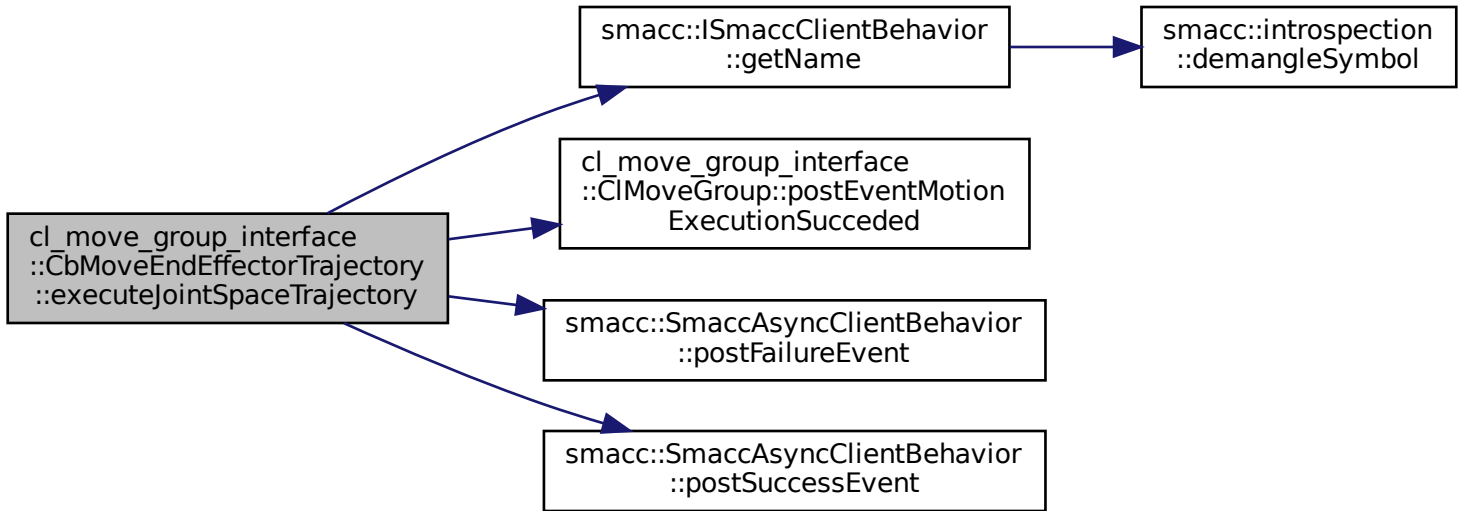 smacc::ISmaccClientBehavior
::getName
smacc::introspection
::demangleSymbol
cl_move_group_interface
::ClMoveGroup::postEventMotion
ExecutionSucceded
cl_move_group_interface
::CbMoveEndEffectorTrajectory
::executeJointSpaceTrajectory
smacc::SmaccAsyncClientBehavior
::postFailureEvent
smacc::SmaccAsyncClientBehavior
::postSuccessEvent